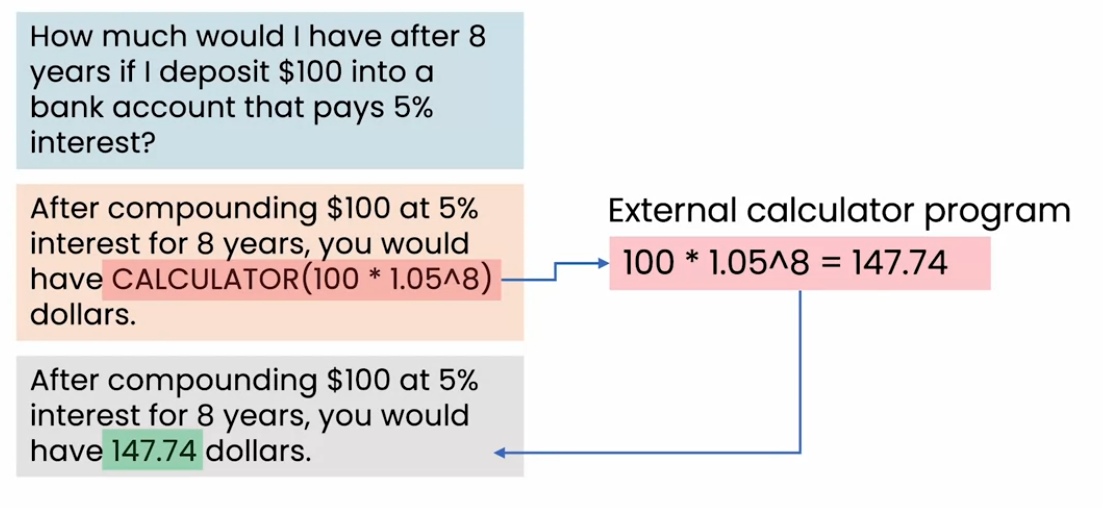 How much would I have after 8
years if I deposit $100 into a
bank account that pays 5%
interest?
After compounding $100 at 5%
interest for 8 years, you would
have CALCULATOR(100 * 1.05^8)
dollars.
External calculator program
100 * 1.05^8 = 147.74
After compounding $100 at 5%
interest for 8 years, you would
have 147.74 dollars.